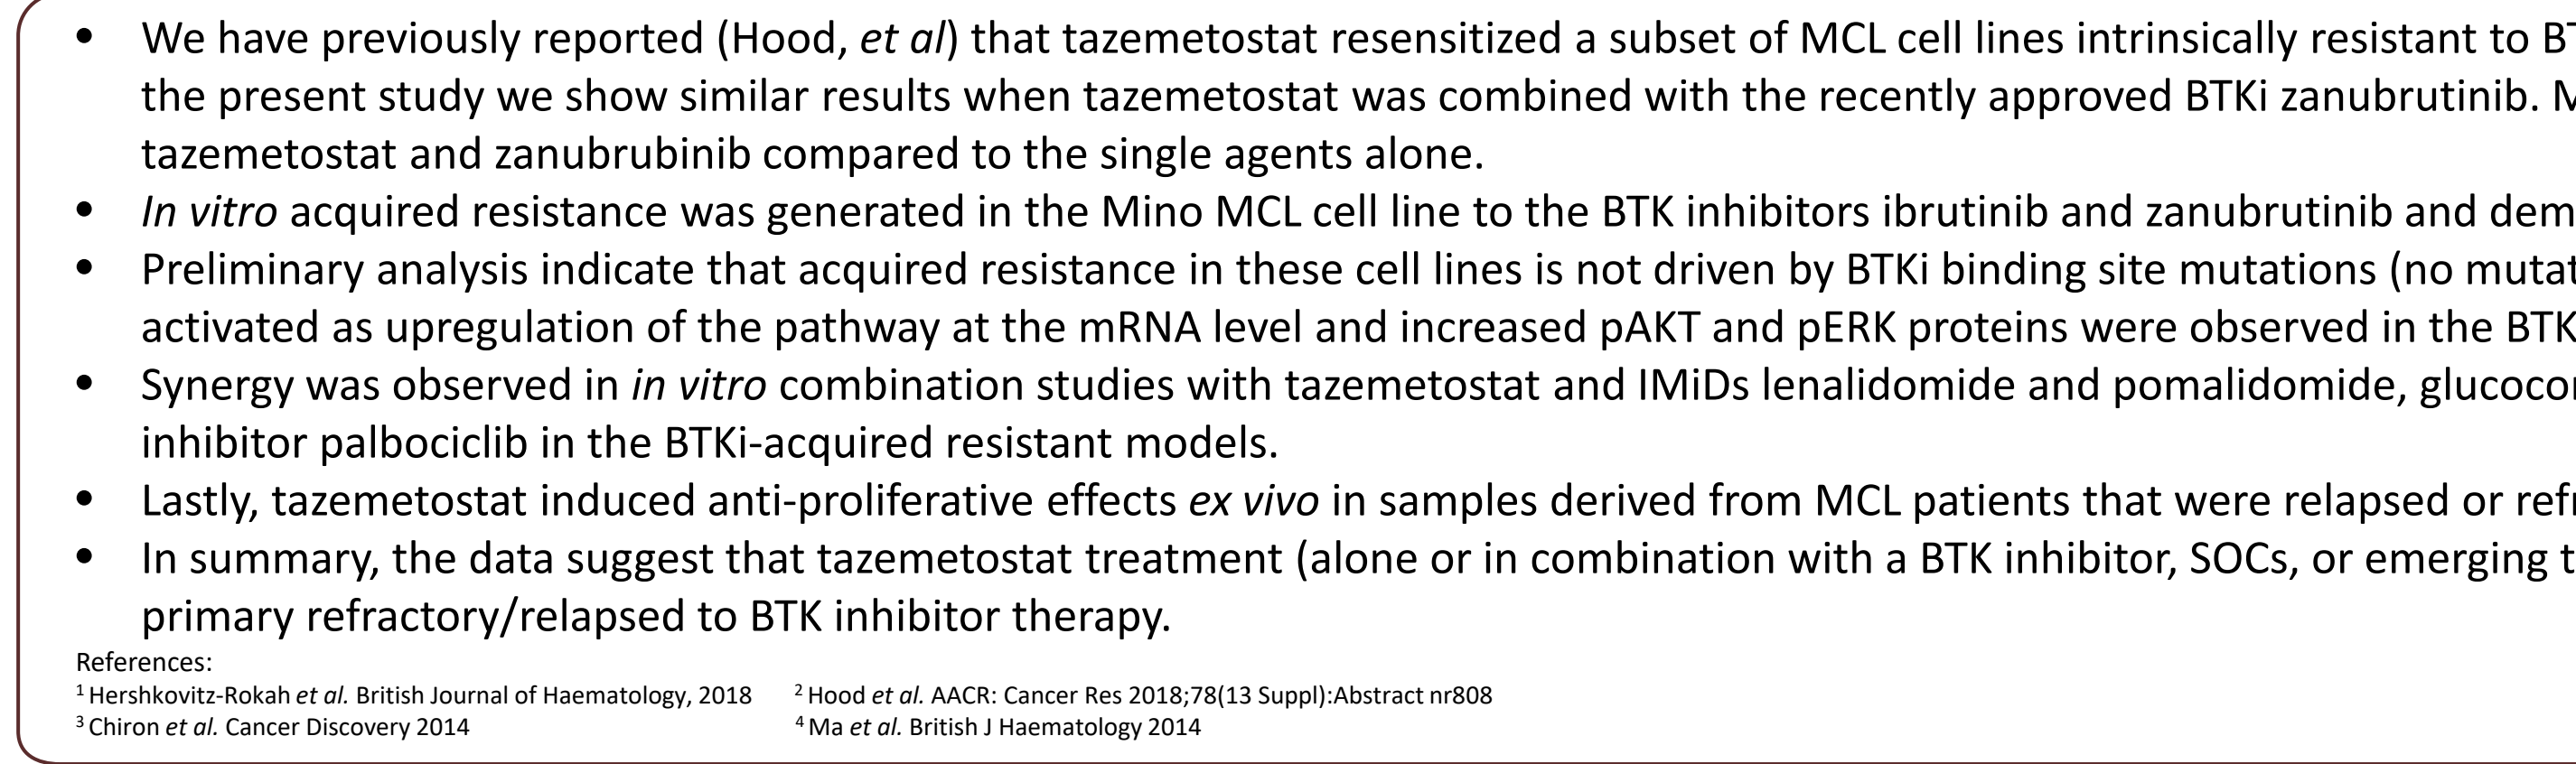 • We have previously reported (Hood, et al) that tazemetostat resensitized a subset of MCL cell lines intrinsically resistant to
the present study we show similar results when tazemetostat was combined with the recently approved BTKi zanubrutinib.
tazemetostat and zanubrubinib compared to the single agents alone.
• In vitro acquired resistance was generated in the Mino MCL cell line to the BTK inhibitors ibrutinib and zanubrutinib and
• Preliminary analysis indicate that acquired resistance in these cell lines is not driven by BTKi binding site mutations (no
activated as upregulation of the pathway at the mRNA level and increased pAKT and pERK proteins were observed in the BTK
• Synergy was observed in in vitro combination studies with tazemetostat and IMiDs lenalidomide and pomalidomide,
inhibitor palbociclib in the BTKi-acquired resistant models.
• Lastly, tazemetostat induced anti-proliferative effects ex vivo in samples derived from MCL patients that were relapsed or
• In summary, the data suggest that tazemetostat treatment (alone or in combination with a BTK inhibitor, SOCs, or emerging
primary refractory/relapsed to BTK inhibitor therapy.
References:
1 Hershkovitz-Rokah et al. British Journal of Haematology, 2018 2 Hood et al. AACR: Cancer Res 2018;78(13 Suppl):Abstract nr808
3 Chiron et al. Cancer Discovery 2014 4 Ma et al. British J Haematology 2014